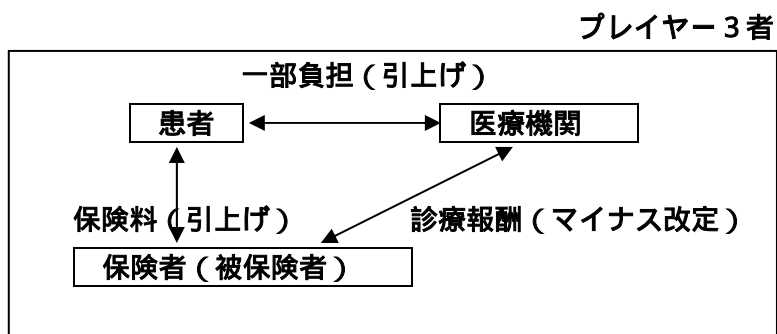 プレイヤー3者
一部負担(引上げ)
患者
医療機関
保険料(引上げ)
診療報酬(マイナス改定)
保険者(被保険者)